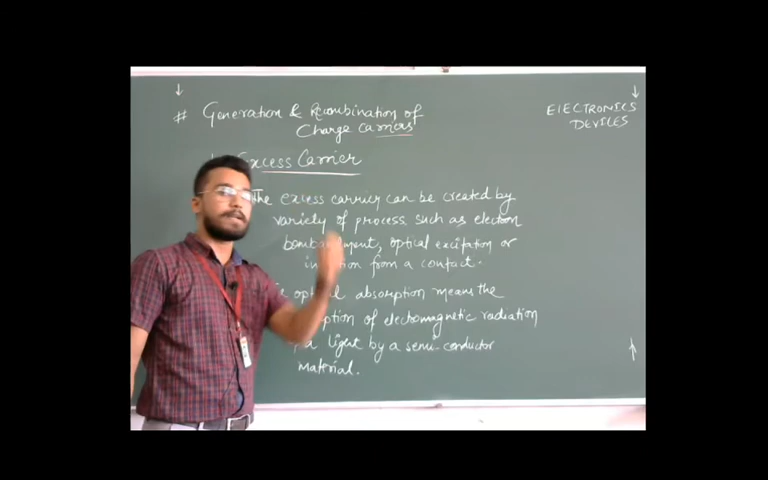 # Generation & Recombination of
Charge Carriers
ELECTRONICS
DEVICES
Excess Carrier
The excess carrier can be created by
variety of process such as electron
optical excitation or
from a contact.
absorption means the
of electromagnetic radiation
a light by a semi-conductor
material.